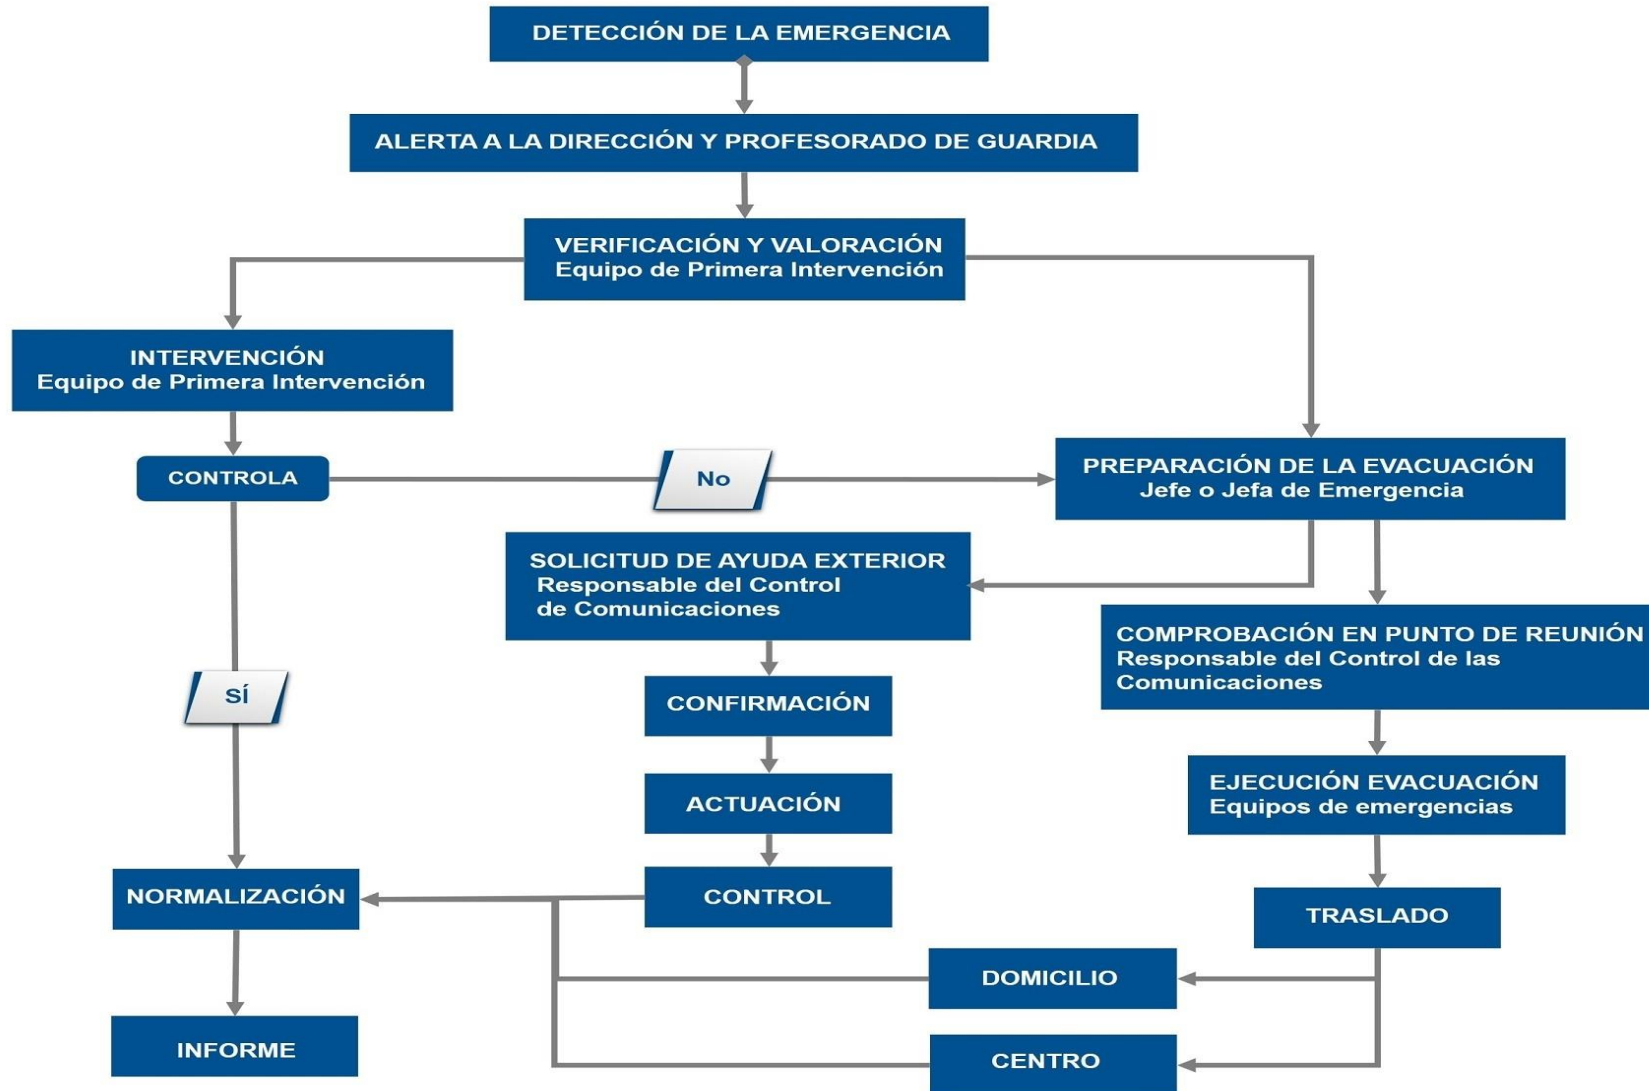 DETECCIÓN DE LA EMERGENCIA
ALERTA A LA DIRECCIÓN Y PROFESORADO DE GUARDIA
VERIFICACIÓN Y VALORACIÓN
Equipo de Primera Intervención
INTERVENCIÓN
Equipo de Primera Intervención
CONTROLA
No
PREPARACIÓN DE LA EVACUACIÓN
Jefe o Jefa de Emergencia
SOLICITUD DE AYUDA EXTERIOR
Responsable del Control
de Comunicaciones
COMPROBACIÓN EN PUNTO DE REUNIÓN
Responsable del Control de las
Comunicaciones
SÍ
CONFIRMACIÓN
EJECUCIÓN EVACUACIÓN
Equipos de emergencias
ACTUACIÓN
NORMALIZACIÓN
CONTROL
TRASLADO
DOMICILIO
INFORME
CENTRO